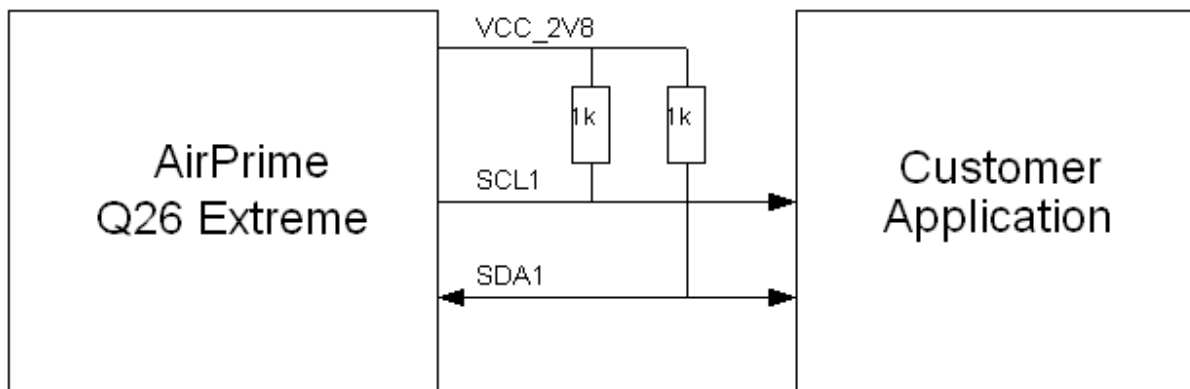 VCC_2V8
1k 1k
AirPrime
Q26 Extreme
SCL1
SDA1
Customer
Application